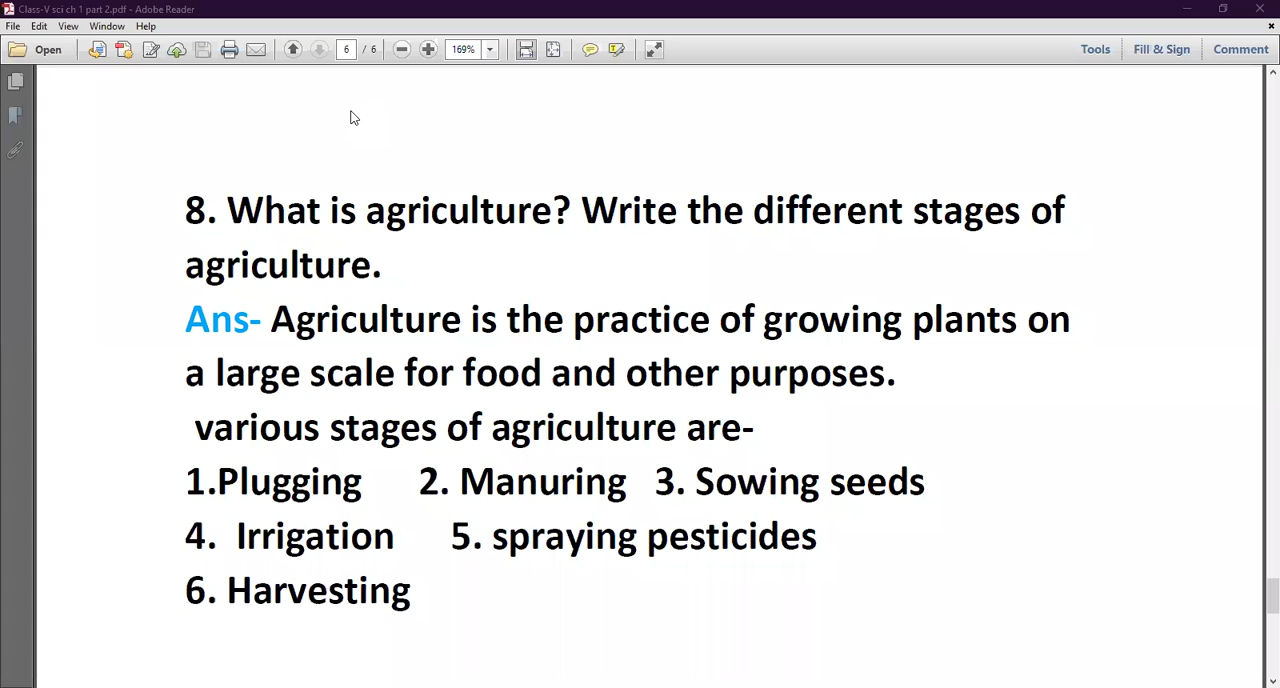 Class-V sci ch 1 part 2.pdf - Adobe Reader
File Edit View Window Help
Open 6 / 6 169% Tools Fill & Sign Comment
8. What is agriculture? Write the different stages of
agriculture.
Ans- Agriculture is the practice of growing plants on
a large scale for food and other purposes.
various stages of agriculture are-
1.Plugging 2. Manuring 3. Sowing seeds
4. Irrigation 5. spraying pesticides
6. Harvesting